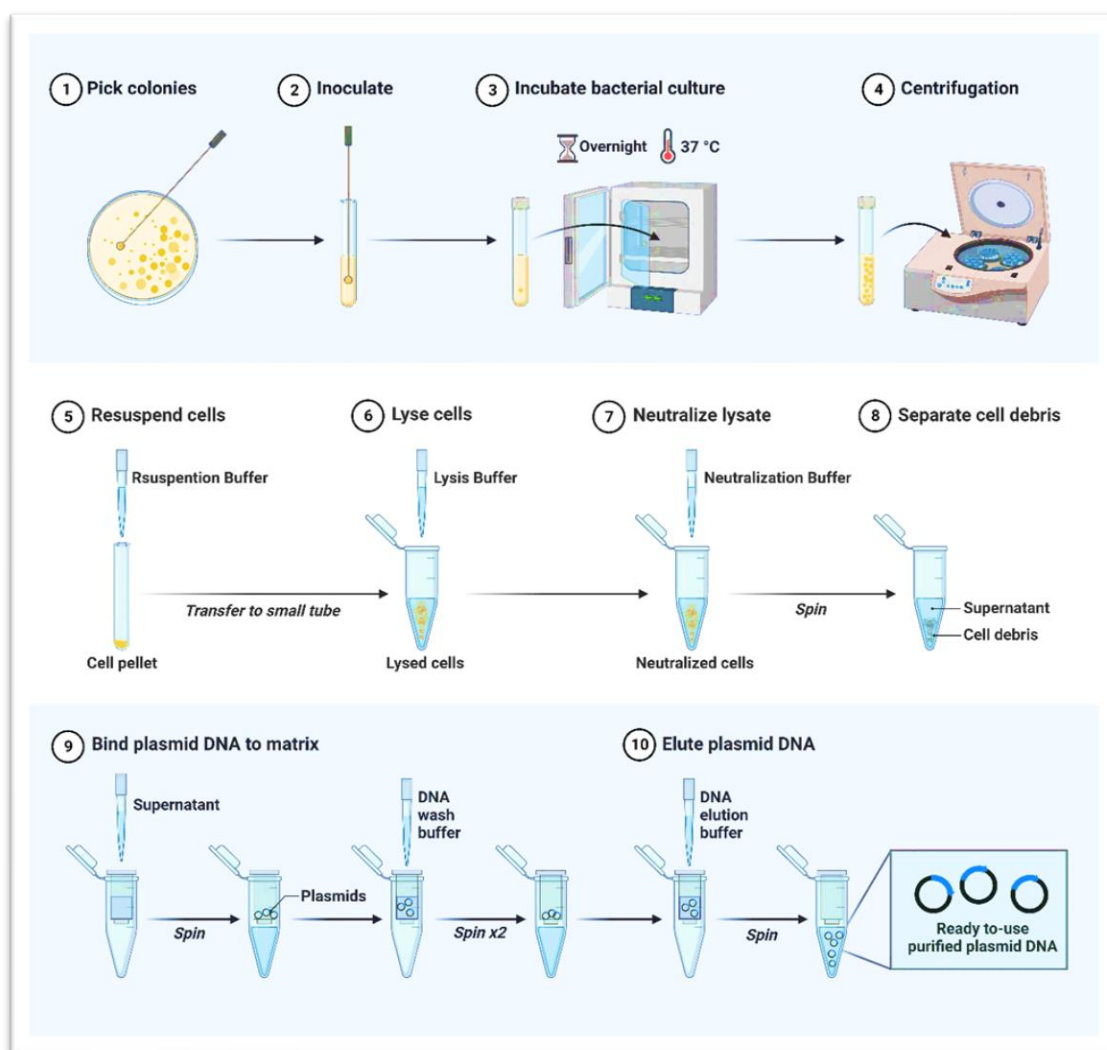 1 Pick colonies
2 Inoculate
3 Incubate bacterial culture
4 Centrifugation
Overnight
37 °C
5 Resuspend cells
6 Lyse cells
7 Neutralize lysate
8 Separate cell debris
Rsuspention Buffer
Lysis Buffer
Neutralization Buffer
Transfer to small tube
Spin
Supernatant
Cell debris
Cell pellet
Lysed cells
Neutralized cells
9 Bind plasmid DNA to matrix
10 Elute plasmid DNA
Supernatant
DNA
wash
buffer
DNA
elution
buffer
Plasmids
Spin
Spin x2
Spin
Ready to-use
purified plasmid DNA